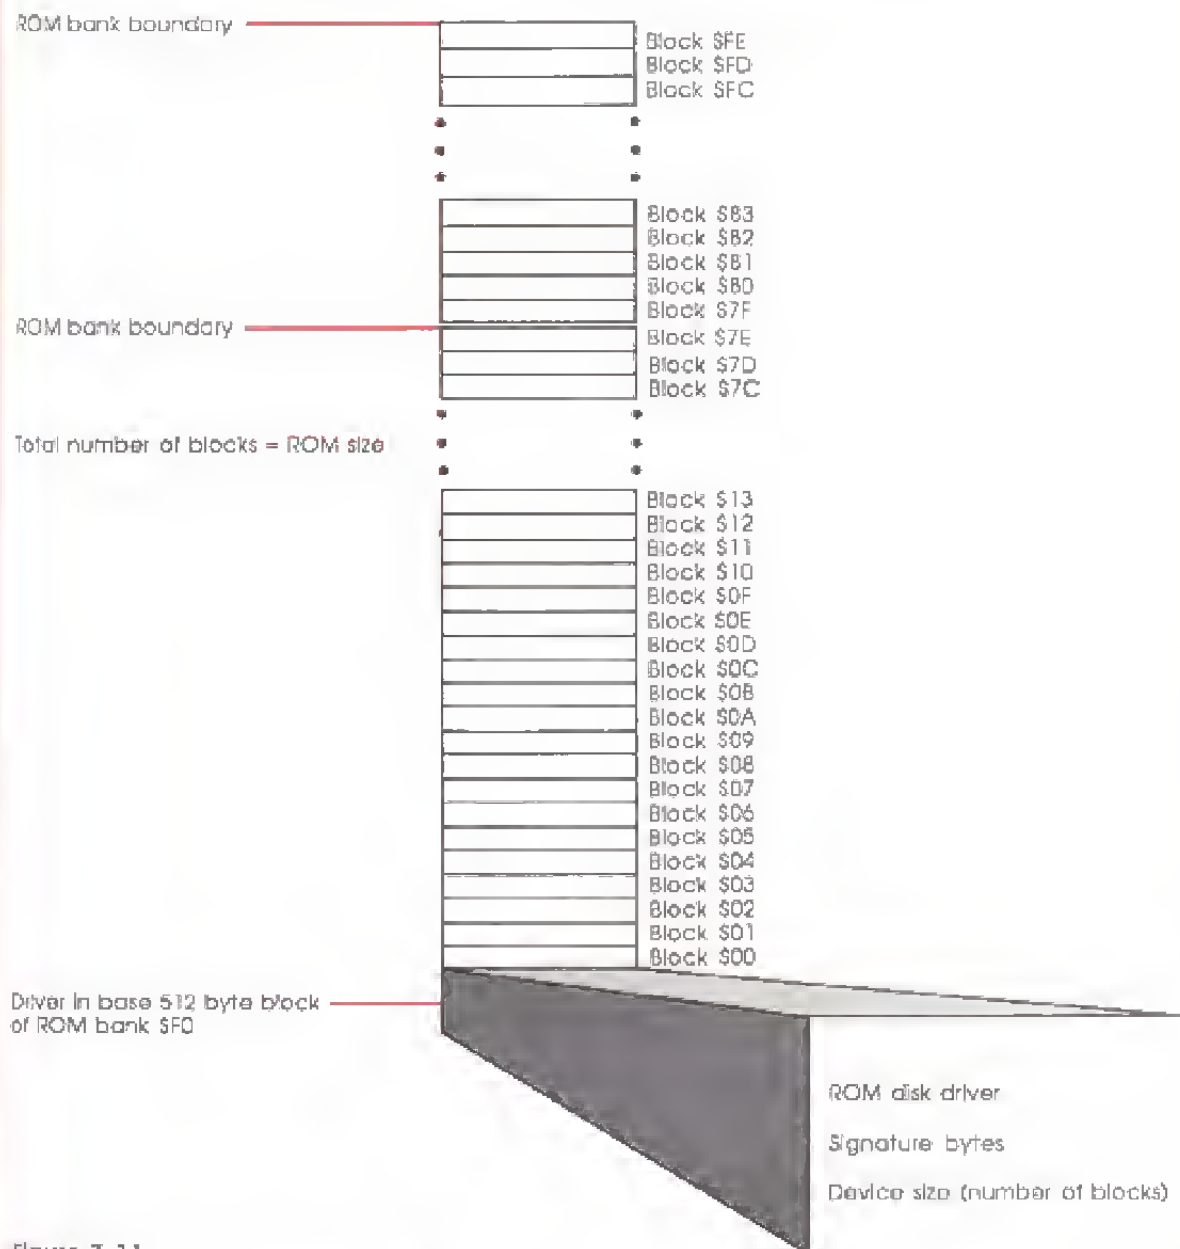 ROM bank boundary
Block $FE
Block $FD
Block $FC
Block $83
Block $82
Block $81
Block $80
Block $7F
ROM bank boundary
Block $7E
Block $7D
Block $7C
Total number of blocks = ROM size
Block $13
Block $12
Block $11
Block $10
Block $0F
Block $0E
Block $0D
Block $0C
Block $0B
Block $0A
Block $09
Block $08
Block $07
Block $06
Block $05
Block $04
Block $03
Block $02
Block $01
Block $00
Driver in base 512 byte block
of ROM bank $F0
ROM disk driver
Signature bytes
Device size (number of blocks)